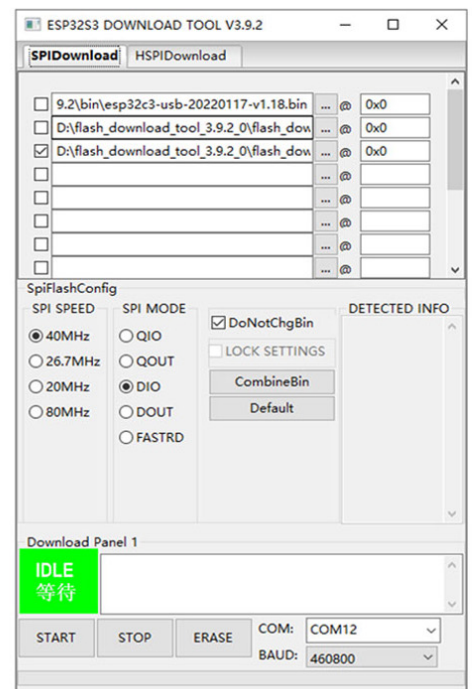 ESP32S3 DOWNLOAD TOOL V3.9.2
SPIDownload HSPIDownload
9.2\bin\esp32c3-usb-20220117-v1.18.bin ... @ 0x0
D:\flash_download_tool_3.9.2_0\flash_dow ... @ 0x0
D:\flash_download_tool_3.9.2_0\flash_dow ... @ 0x0
... @
... @
... @
... @
... @
SpiFlashConfig
SPI SPEED SPI MODE DETECTED INFO
40MHz QIO DoNotChgBin
26.7MHz QOUT LOCK SETTINGS
20MHz DIO CombineBin
80MHz DOUT Default
FASTRD
Download Panel 1
IDLE
等待
START STOP ERASE COM: COM12
BAUD: 460800